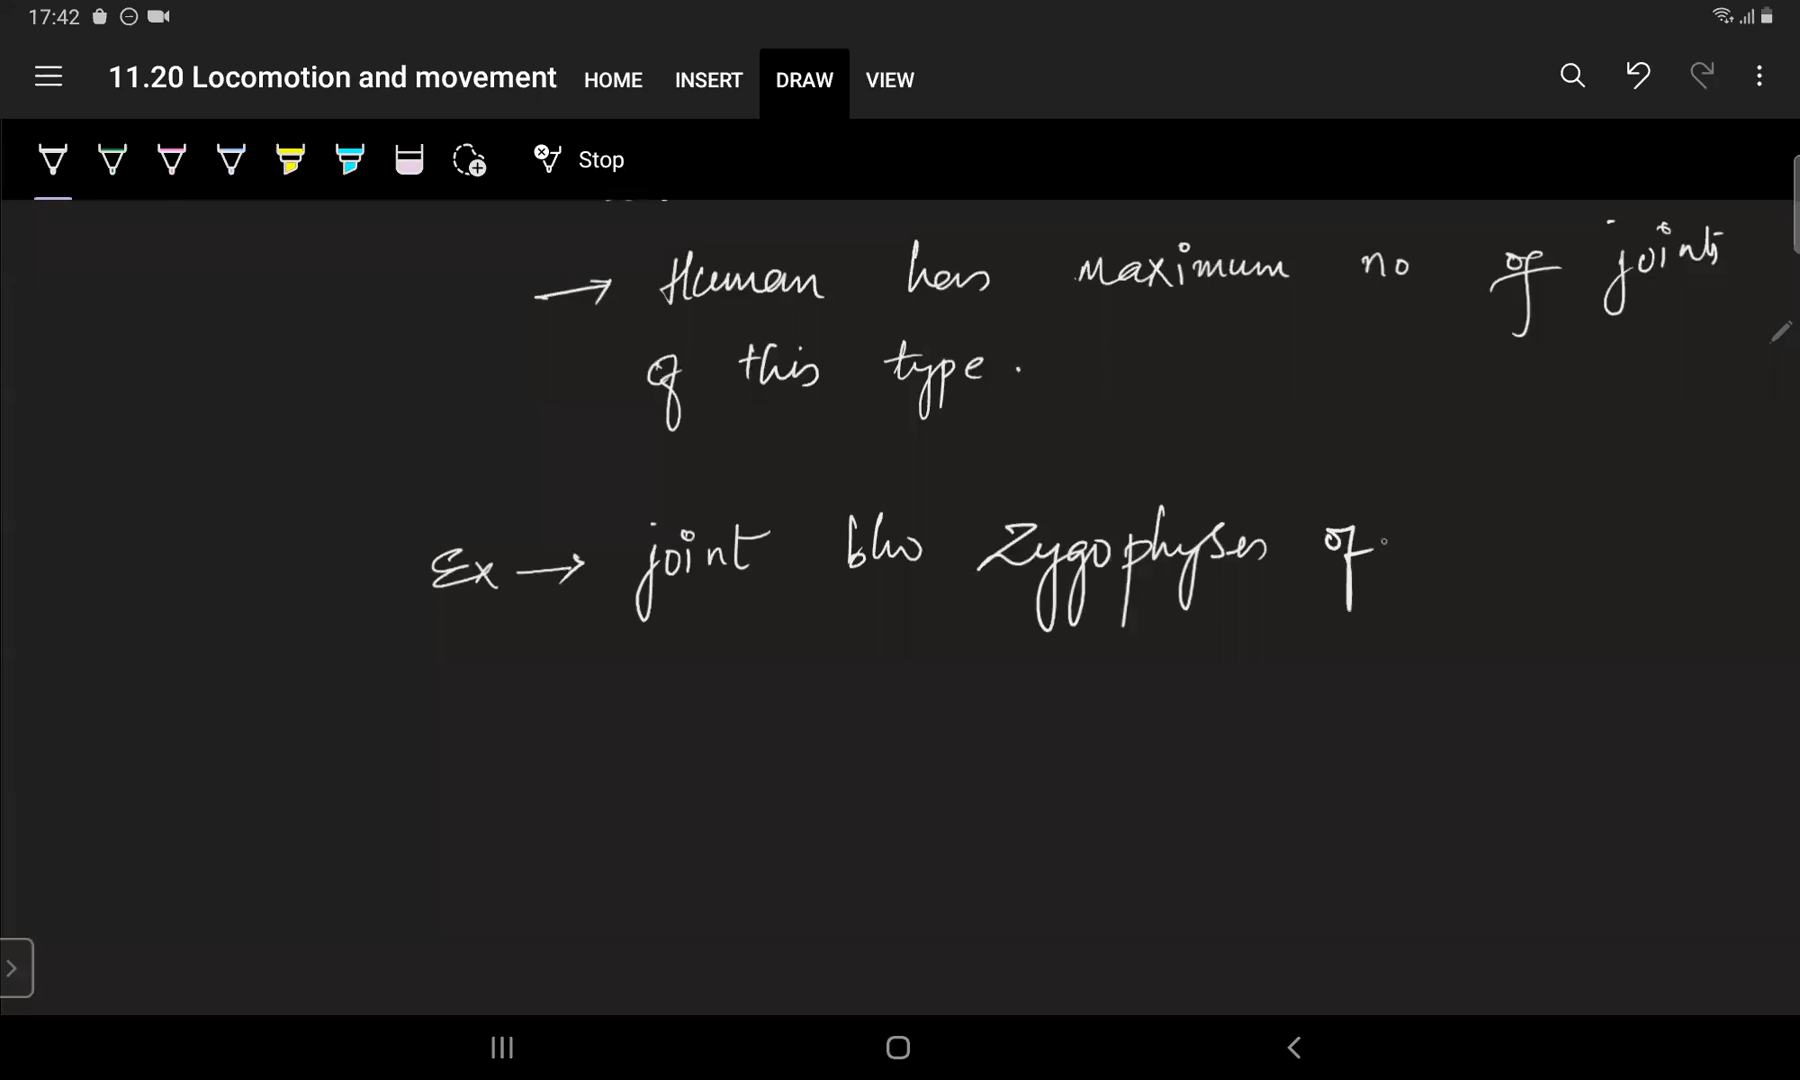 17:42
11.20 Locomotion and movement HOME INSERT DRAW VIEW
Stop
→ Human has maximum no of joints
of this type.
Ex → joint b/w Zygophyses of